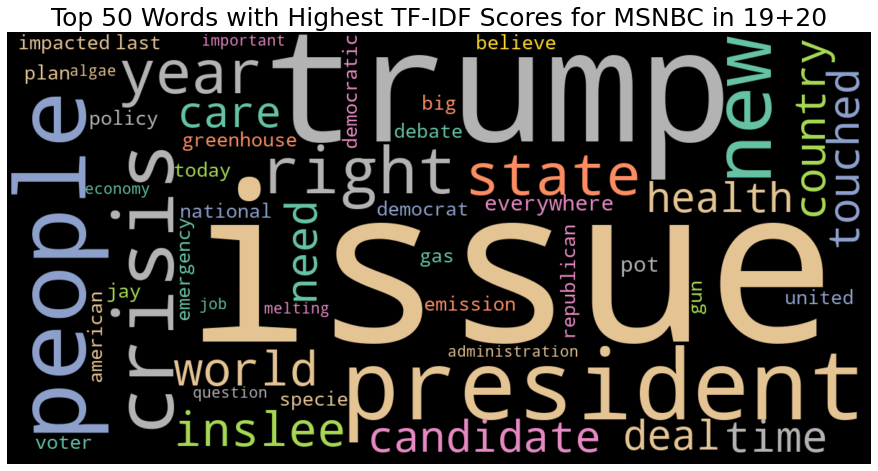 Top 50 Words with Highest TF-IDF Scores for MSNBC in 19+20
impacted
last
important
believe
plan
algae
year
trump
democratic
big
new
country
touched
people
policy
care
debate
greenhouse
crisis
today
right
state
health
economy
national
need
democrat
everywhere
issue
emergency
gas
republican
pot
jay
job
melting
emission
gun
united
american
administration
world
president
question
specie
voter
inslee
candidate
deal
time